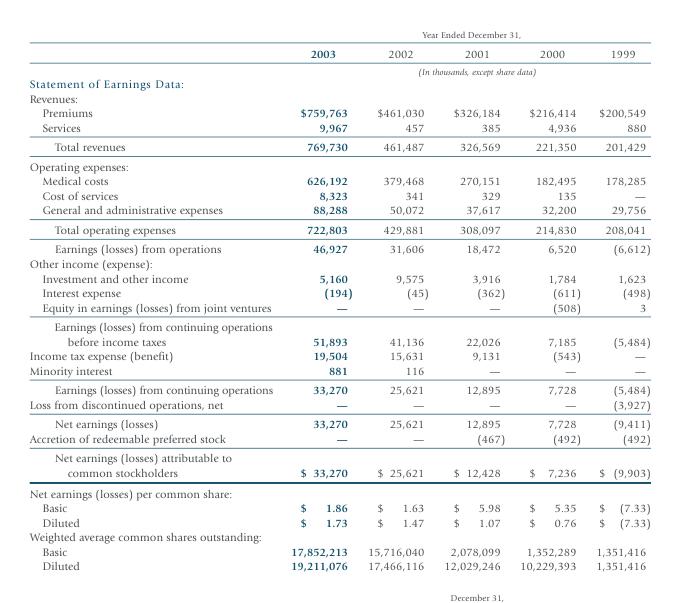 Year Ended December 31,
2003 2002 2001 2000 1999
(In thousands, except share data)
Statement of Earnings Data:
Revenues:
Premiums $759,763 $461,030 $326,184 $216,414 $200,549
Services 9,967 457 385 4,936 880
Total revenues 769,730 461,487 326,569 221,350 201,429
Operating expenses:
Medical costs 626,192 379,468 270,151 182,495 178,285
Cost of services 8,323 341 329 135 —
General and administrative expenses 88,288 50,072 37,617 32,200 29,756
Total operating expenses 722,803 429,881 308,097 214,830 208,041
Earnings (losses) from operations 46,927 31,606 18,472 6,520 (6,612)
Other income (expense):
Investment and other income 5,160 9,575 3,916 1,784 1,623
Interest expense (194) (45) (362) (611) (498)
Equity in earnings (losses) from joint ventures — — — (508) 3
Earnings (losses) from continuing operations
before income taxes 51,893 41,136 22,026 7,185 (5,484)
Income tax expense (benefit) 19,504 15,631 9,131 (543) —
Minority interest 881 116 — — —
Earnings (losses) from continuing operations 33,270 25,621 12,895 7,728 (5,484)
Loss from discontinued operations, net — — — — (3,927)
Net earnings (losses) 33,270 25,621 12,895 7,728 (9,411)
Accretion of redeemable preferred stock — — (467) (492) (492)
Net earnings (losses) attributable to
common stockholders $ 33,270 $ 25,621 $ 12,428 $ 7,236 $ (9,903)
Net earnings (losses) per common share:
Basic $ 1.86 $ 1.63 $ 5.98 $ 5.35 $ (7.33)
Diluted $ 1.73 $ 1.47 $ 1.07 $ 0.76 $ (7.33)
Weighted average common shares outstanding:
Basic 17,852,213 15,716,040 2,078,099 1,352,289 1,351,416
Diluted 19,211,076 17,466,116 12,029,246 10,229,393 1,351,416
December 31,